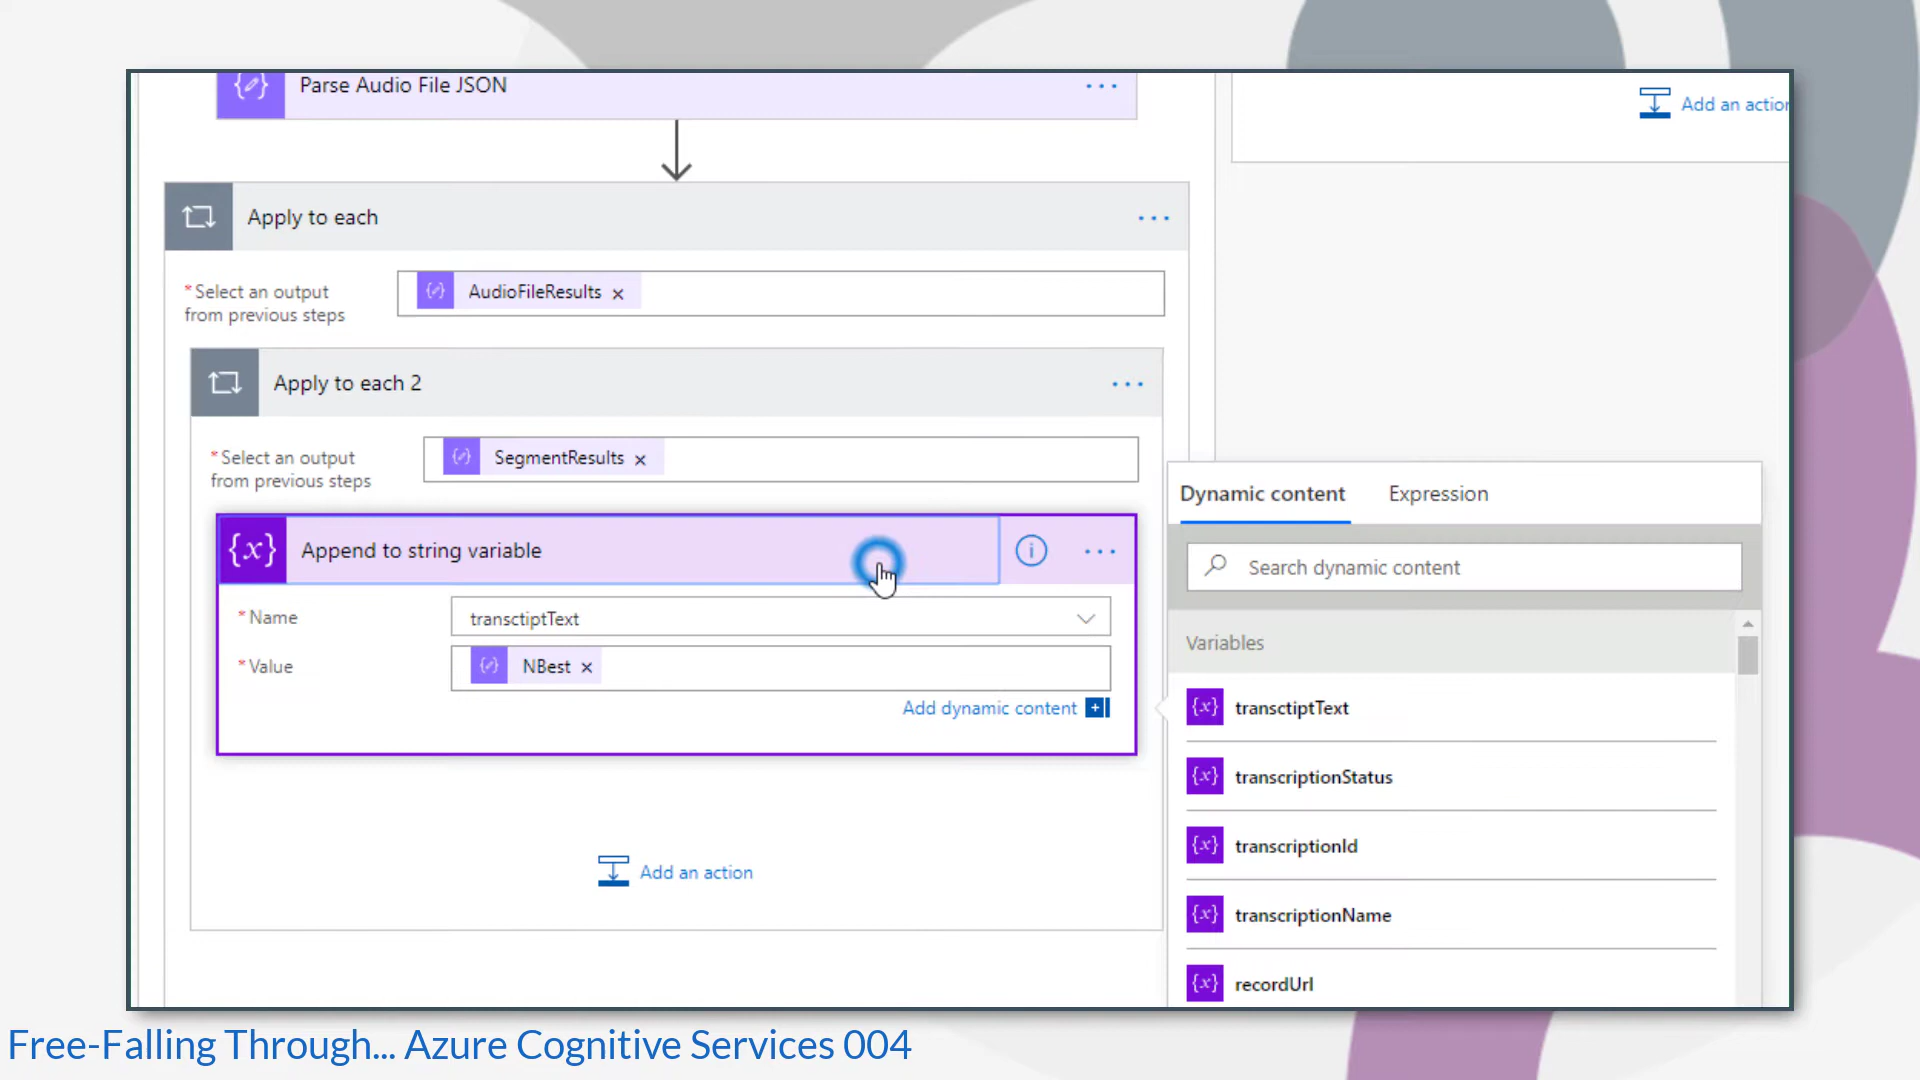 Parse Audio File JSON
...
Add an action
Apply to each
...
*Select an output
from previous steps
AudioFileResults ×
Apply to each 2
...
*Select an output
from previous steps
SegmentResults ×
Dynamic content Expression
{x} Append to string variable
i ...
Search dynamic content
*Name
transctiptText
Variables
*Value
NBest ×
Add dynamic content +
{x} transctiptText
{x} transcriptionStatus
{x} transcriptionId
Add an action
{x} transcriptionName
{x} recordUrl
Free-Falling Through... Azure Cognitive Services 004